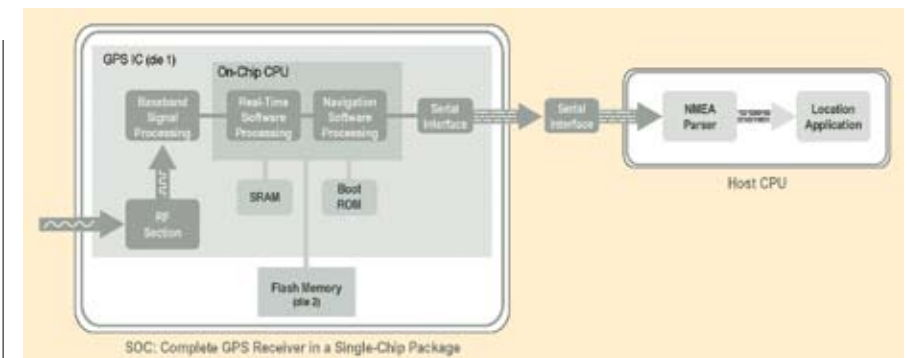 GPS IC (die 1)
On-Chip CPU
Baseband
Signal
Processing
Real-Time
Software
Processing
Navigation
Software
Processing
Serial
Interface
Serial
Interface
NMEA
Parser
Location
Application
SRAM
Boot
ROM
RF
Section
Host CPU
Flash Memory
(die 2)
SOC: Complete GPS Receiver in a Single-Chip Package